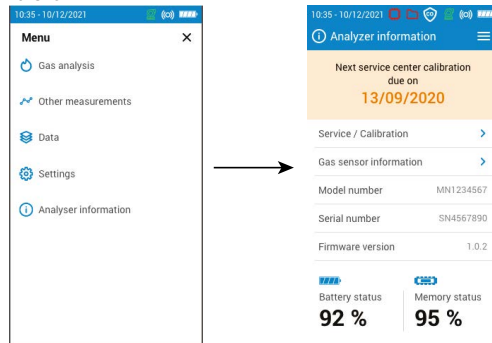 10:35 - 10/12/2021
Menu
Gas analysis
Other measurements
Data
Settings
Analyser information
10:35 - 10/12/2021 CO
Analyzer information
Next service center calibration
due on
13/09/2020
Service / Calibration
Gas sensor information
Model number MN1234567
Serial number SN4567890
Firmware version 1.0.2
Battery status Memory status
92 % 95 %